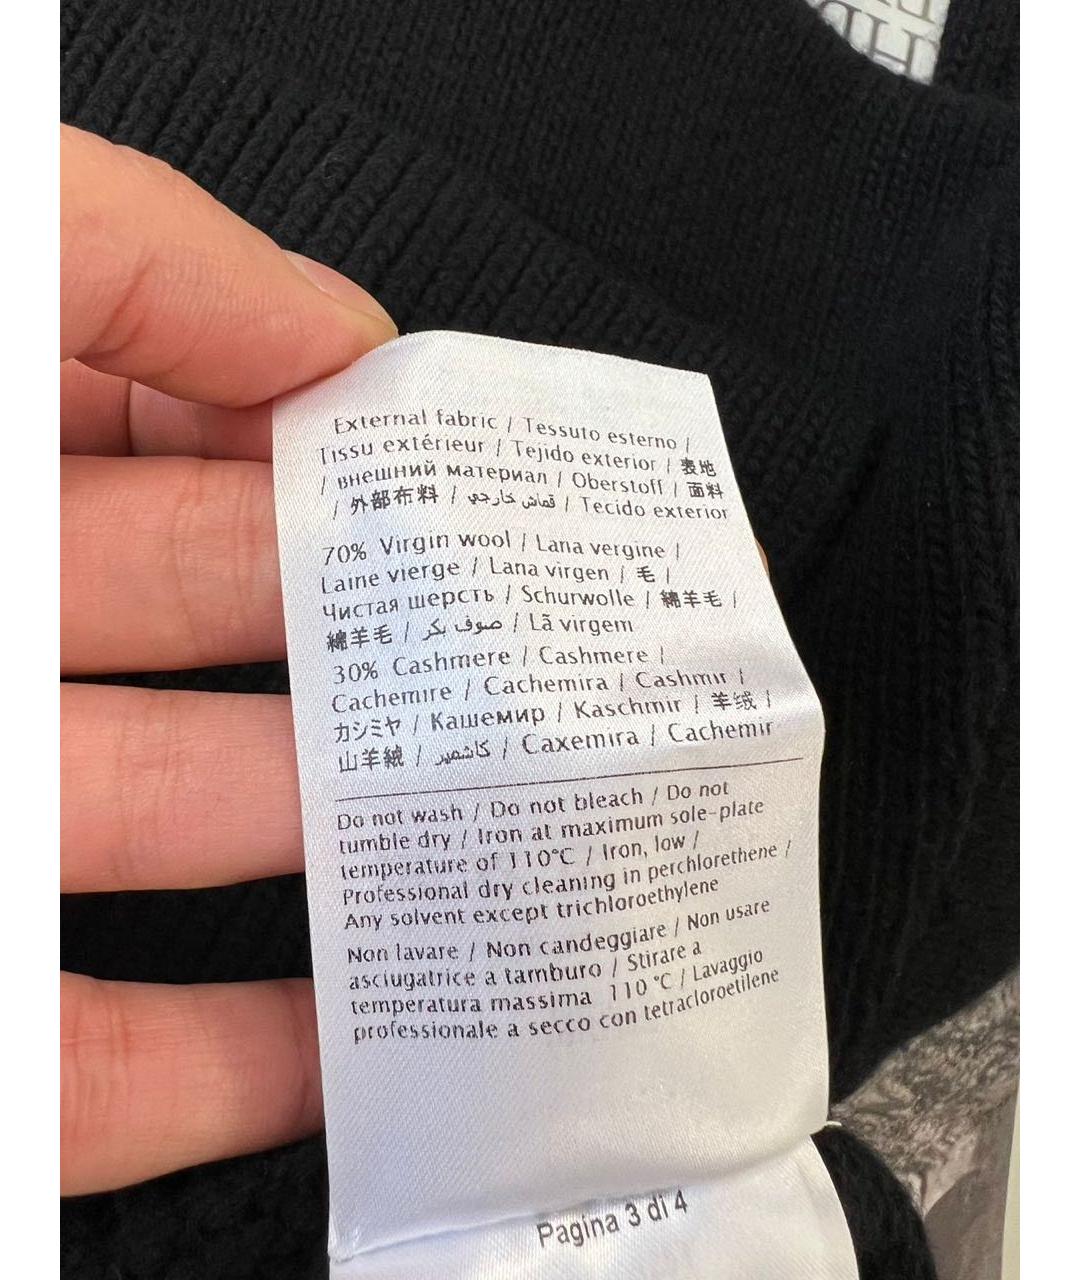 External fabric / Tessuto esterno /
Tissu extérieur / Tejido exterior / 表地
/ внешний материал / Oberstoff / 面料
/ 外部布料 / قماش خارجي / Tecido exterior
70% Virgin wool / Lana vergine /
Laine vierge / Lana virgen / 毛 /
Чистая шерсть / Schurwolle / 綿羊毛 /
綿羊毛 / صوف بكر / Lã virgem
30% Cashmere / Cashmere /
Cachemire / Cachemira / Cashmir /
カシミヤ / Кашемир / Kaschmir / 羊绒 /
山羊絨 / كاشمير / Caxemira / Cachemir
Do not wash / Do not bleach / Do not
tumble dry / Iron at maximum sole-plate
temperature of 110°C / Iron, low /
Professional dry cleaning in perchlorethene /
Any solvent except trichloroethylene
Non lavare / Non candeggiare / Non usare
asciugatrice a tamburo / Stirare a
temperatura massima 110 °C / Lavaggio
professionale a secco con tetracloroetilene
Pagina 3 di 4